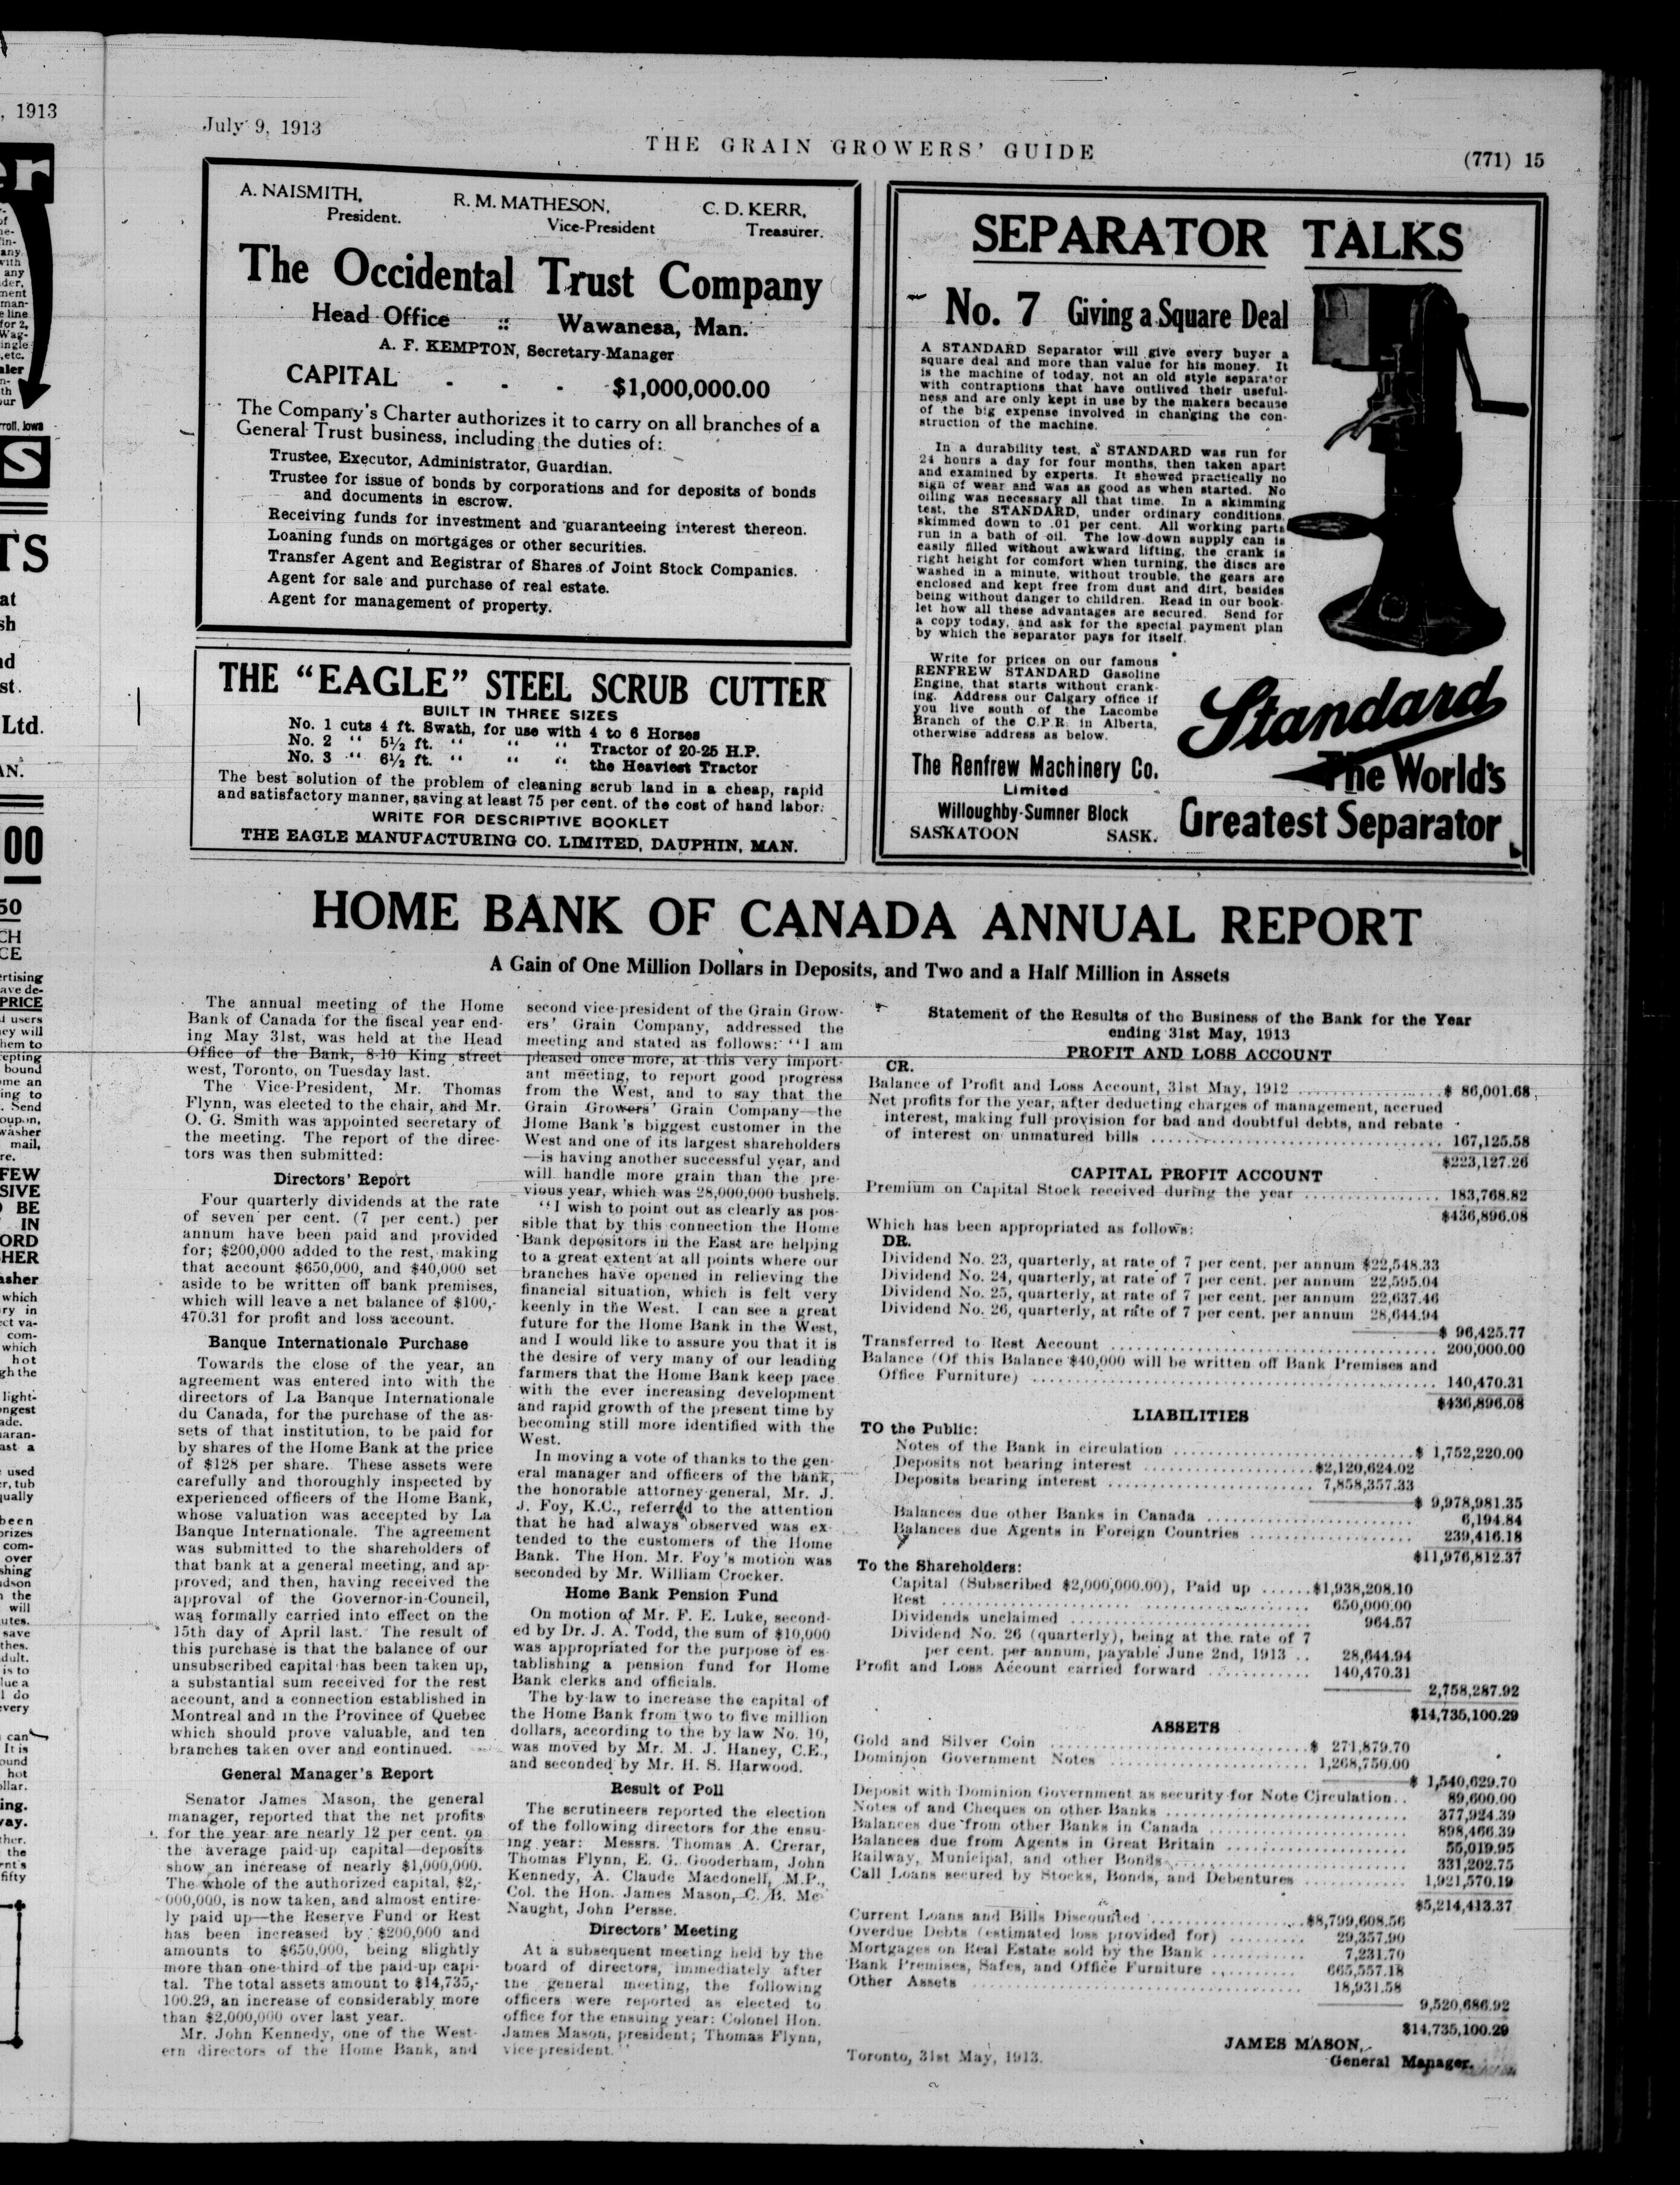 July 9, 1913
THE GRAIN GROWERS' GUIDE
(771) 15
A. NAISMITH,
President.
R. M. MATHESON,
Vice-President
C. D. KERR,
Treasurer.
The Occidental Trust Company
Head Office :: Wawanesa, Man.
A. F. KEMPTON, Secretary-Manager
CAPITAL - - - $1,000,000.00
The Company's Charter authorizes it to carry on all branches of a
General Trust business, including the duties of:
Trustee, Executor, Administrator, Guardian.
Trustee for issue of bonds by corporations and for deposits of bonds
and documents in escrow.
Receiving funds for investment and guaranteeing interest thereon.
Loaning funds on mortgages or other securities.
Transfer Agent and Registrar of Shares of Joint Stock Companies.
Agent for sale and purchase of real estate.
Agent for management of property.
THE "EAGLE" STEEL SCRUB CUTTER
BUILT IN THREE SIZES
No. 1 cuts 4 ft. Swath, for use with 4 to 6 Horses
No. 2 " 5½ ft. " " " Tractor of 20-25 H.P.
No. 3 " 6½ ft. " " " the Heaviest Tractor
The best solution of the problem of cleaning scrub land in a cheap, rapid
and satisfactory manner, saving at least 75 per cent. of the cost of hand labor.
WRITE FOR DESCRIPTIVE BOOKLET
THE EAGLE MANUFACTURING CO. LIMITED, DAUPHIN, MAN.
SEPARATOR TALKS
No. 7 Giving a Square Deal
A STANDARD Separator will give every buyer a
square deal and more than value for his money. It
is the machine of today, not an old style separator
with contraptions that have outlived their useful-
ness and are only kept in use by the makers because
of the big expense involved in changing the con-
struction of the machine.
In a durability test, a STANDARD was run for
24 hours a day for four months, then taken apart
and examined by experts. It showed practically no
sign of wear and was as good as when started. No
oiling was necessary all that time. In a skimming
test, the STANDARD, under ordinary conditions,
skimmed down to .01 per cent. All working parts
run in a bath of oil. The low-down supply can is
easily filled without awkward lifting, the crank is
right height for comfort when turning, the discs are
washed in a minute, without trouble, the gears are
enclosed and kept free from dust and dirt, besides
being without danger to children. Read in our book-
let how all these advantages are secured. Send for
a copy today, and ask for the special payment plan
by which the separator pays for itself.
Write for prices on our famous
RENFREW STANDARD Gasoline
Engine, that starts without crank-
ing. Address our Calgary office if
you live south of the Lacombe
Branch of the C.P.R. in Alberta,
otherwise address as below.
The Renfrew Machinery Co.
Limited
Willoughby-Sumner Block
SASKATOON SASK.
Standard
The World's
Greatest Separator
HOME BANK OF CANADA ANNUAL REPORT
A Gain of One Million Dollars in Deposits, and Two and a Half Million in Assets
The annual meeting of the Home
Bank of Canada for the fiscal year end-
ing May 31st, was held at the Head
Office of the Bank, 8-10 King street
west, Toronto, on Tuesday last.
The Vice-President, Mr. Thomas
Flynn, was elected to the chair, and Mr.
O. G. Smith was appointed secretary of
the meeting. The report of the direc-
tors was then submitted:
Directors' Report
Four quarterly dividends at the rate
of seven per cent. (7 per cent.) per
annum have been paid and provided
for; $200,000 added to the rest, making
that account $650,000, and $40,000 set
aside to be written off bank premises,
which will leave a net balance of $100,-
470.31 for profit and loss account.
Banque Internationale Purchase
Towards the close of the year, an
agreement was entered into with the
directors of La Banque Internationale
du Canada, for the purchase of the as-
sets of that institution, to be paid for
by shares of the Home Bank at the price
of $128 per share. These assets were
carefully and thoroughly inspected by
experienced officers of the Home Bank,
whose valuation was accepted by La
Banque Internationale. The agreement
was submitted to the shareholders of
that bank at a general meeting, and ap-
proved; and then, having received the
approval of the Governor-in-Council,
was formally carried into effect on the
15th day of April last. The result of
this purchase is that the balance of our
unsubscribed capital has been taken up,
a substantial sum received for the rest
account, and a connection established in
Montreal and in the Province of Quebec
which should prove valuable, and ten
branches taken over and continued.
General Manager's Report
Senator James Mason, the general
manager, reported that the net profits
for the year are nearly 12 per cent. on
the average paid-up capital—deposits
show an increase of nearly $1,000,000.
The whole of the authorized capital, $2,-
000,000, is now taken, and almost entire-
ly paid up—the Reserve Fund or Rest
has been increased by $200,000 and
amounts to $650,000, being slightly
more than one-third of the paid-up capi-
tal. The total assets amount to $14,735,-
100.29, an increase of considerably more
than $2,000,000 over last year.
Mr. John Kennedy, one of the West-
ern directors of the Home Bank, and
second vice-president of the Grain Grow-
ers' Grain Company, addressed the
meeting and stated as follows: "I am
pleased once more, at this very import-
ant meeting, to report good progress
from the West, and to say that the
Grain Growers' Grain Company—the
Home Bank's biggest customer in the
West and one of its largest shareholders
—is having another successful year, and
will handle more grain than the pre-
vious year, which was 28,000,000 bushels.
"I wish to point out as clearly as pos-
sible that by this connection the Home
Bank depositors in the East are helping
to a great extent at all points where our
branches have opened in relieving the
financial situation, which is felt very
keenly in the West. I can see a great
future for the Home Bank in the West,
and I would like to assure you that it is
the desire of very many of our leading
farmers that the Home Bank keep pace
with the ever increasing development
and rapid growth of the present time by
becoming still more identified with the
West.
In moving a vote of thanks to the gen-
eral manager and officers of the bank,
the honorable attorney-general, Mr. J.
J. Foy, K.C., referred to the attention
that he had always observed was ex-
tended to the customers of the Home
Bank. The Hon. Mr. Foy's motion was
seconded by Mr. William Crocker.
Home Bank Pension Fund
On motion of Mr. F. E. Luke, second-
ed by Dr. J. A. Todd, the sum of $10,000
was appropriated for the purpose of es-
tablishing a pension fund for Home
Bank clerks and officials.
The by-law to increase the capital of
the Home Bank from two to five million
dollars, according to the by-law No. 10,
was moved by Mr. M. J. Haney, C.E.,
and seconded by Mr. H. S. Harwood.
Result of Poll
The scrutineers reported the election
of the following directors for the ensu-
ing year: Messrs. Thomas A. Crerar,
Thomas Flynn, E. G. Gooderham, John
Kennedy, A. Claude Macdonell, M.P.,
Col. the Hon. James Mason, C. B. Mc-
Naught, John Persse.
Directors' Meeting
At a subsequent meeting held by the
board of directors, immediately after
the general meeting, the following
officers were reported as elected to
office for the ensuing year: Colonel Hon.
James Mason, president; Thomas Flynn,
vice-president."
Statement of the Results of the Business of the Bank for the Year
ending 31st May, 1913
PROFIT AND LOSS ACCOUNT
CR.
Balance of Profit and Loss Account, 31st May, 1912 $ 86,001.68
Net profits for the year, after deducting charges of management, accrued
interest, making full provision for bad and doubtful debts, and rebate
of interest on unmatured bills 167,125.58
$223,127.26
CAPITAL PROFIT ACCOUNT
Premium on Capital Stock received during the year 183,768.82
$436,896.08
Which has been appropriated as follows:
DR.
Dividend No. 23, quarterly, at rate of 7 per cent. per annum $22,548.33
Dividend No. 24, quarterly, at rate of 7 per cent. per annum 22,595.04
Dividend No. 25, quarterly, at rate of 7 per cent. per annum 22,637.46
Dividend No. 26, quarterly, at rate of 7 per cent. per annum 28,644.94
$ 96,425.77
Transferred to Rest Account 200,000.00
Balance (Of this Balance $40,000 will be written off Bank Premises and
Office Furniture) 140,470.31
$436,896.08
LIABILITIES
TO the Public:
Notes of the Bank in circulation $ 1,752,220.00
Deposits not bearing interest $2,120,624.02
Deposits bearing interest 7,858,357.33
$ 9,978,981.35
Balances due other Banks in Canada 6,194.84
Balances due Agents in Foreign Countries 239,416.18
$11,976,812.37
To the Shareholders:
Capital (Subscribed $2,000,000.00), Paid up $1,938,208.10
Rest 650,000.00
Dividends unclaimed 964.57
Dividend No. 26 (quarterly), being at the rate of 7
per cent. per annum, payable June 2nd, 1913 28,644.94
Profit and Loss Account carried forward 140,470.31
2,758,287.92
$14,735,100.29
ASSETS
Gold and Silver Coin $ 271,879.70
Dominion Government Notes 1,268,750.00
$ 1,540,629.70
Deposit with Dominion Government as security for Note Circulation 89,600.00
Notes of and Cheques on other Banks 377,924.39
Balances due from other Banks in Canada 898,466.39
Balances due from Agents in Great Britain 55,019.95
Railway, Municipal, and other Bonds 331,202.75
Call Loans secured by Stocks, Bonds, and Debentures 1,921,570.19
$5,214,413.37
Current Loans and Bills Discounted $8,799,608.56
Overdue Debts (estimated loss provided for) 29,357.90
Mortgages on Real Estate sold by the Bank 7,231.70
Bank Premises, Safes, and Office Furniture 665,557.18
Other Assets 18,931.58
9,520,686.92
$14,735,100.29
JAMES MASON,
General Manager.
Toronto, 31st May, 1913.